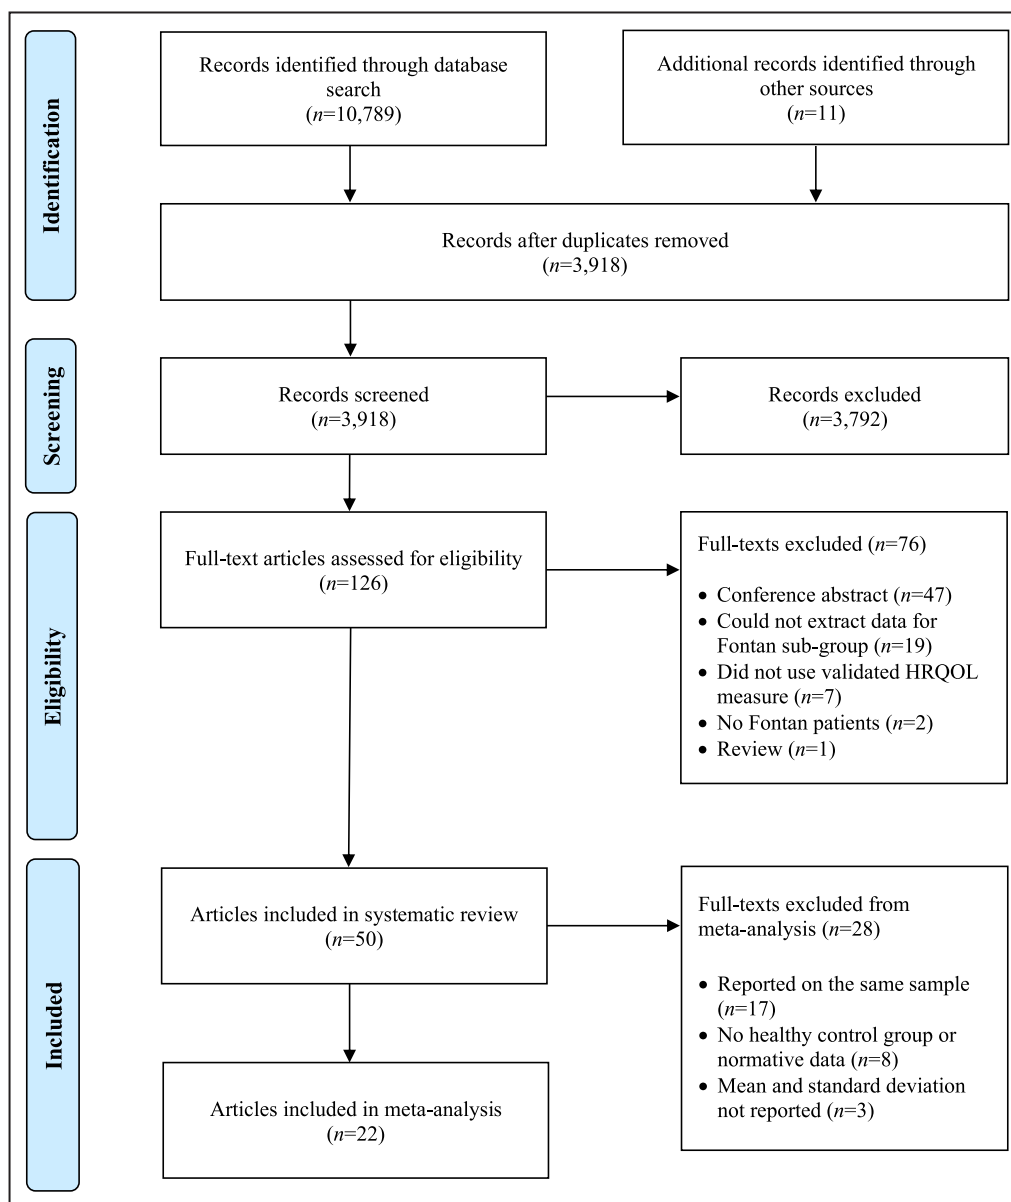 Identification
Records identified through database
search
(n=10,789)
Additional records identified through
other sources
(n=11)
Records after duplicates removed
(n=3,918)
Screening
Records screened
(n=3,918)
Records excluded
(n=3,792)
Eligibility
Full-text articles assessed for eligibility
(n=126)
Full-texts excluded (n=76)
• Conference abstract (n=47)
• Could not extract data for
Fontan sub-group (n=19)
• Did not use validated HRQOL
measure (n=7)
• No Fontan patients (n=2)
• Review (n=1)
Included
Articles included in systematic review
(n=50)
Full-texts excluded from
meta-analysis (n=28)
• Reported on the same sample
(n=17)
• No healthy control group or
normative data (n=8)
• Mean and standard deviation
not reported (n=3)
Articles included in meta-analysis
(n=22)